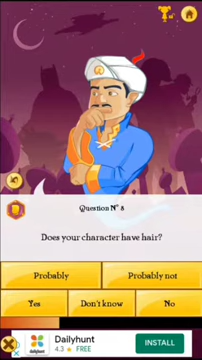 Question N° 8
Does your character have hair?
Probably
Probably not
Yes
Don't know
No
Dailyhunt
4.3 ★ FREE
INSTALL